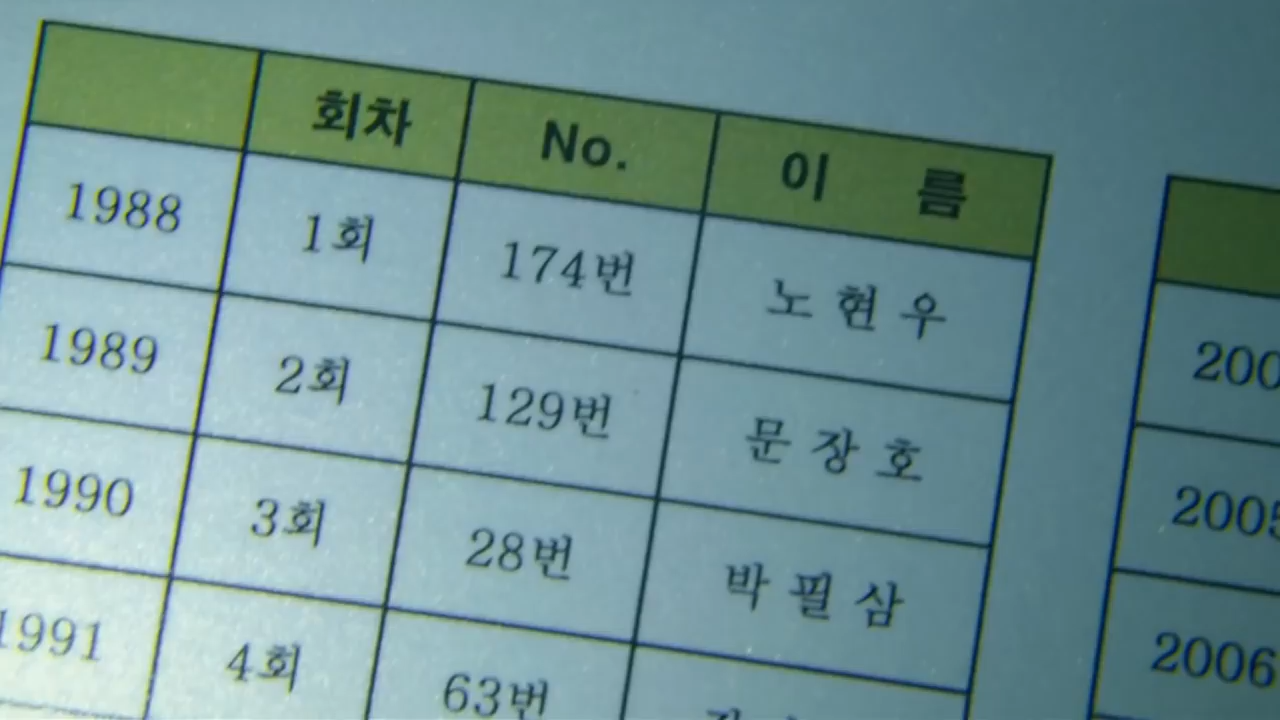 회차 No. 이 름
1988 1회 174번 노 현 우
1989 2회 129번 문 장 호
1990 3회 28번 박 필 삼
1991 4회 63번
2005
2006